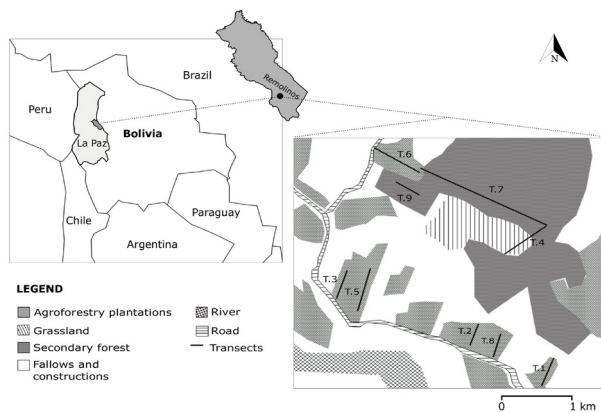 Brazil
Remolinos
N
Peru
Bolivia
La Paz
Chile
Paraguay
Argentina
T.6
T.7
T.9
T.4
T.3
T.5
T.2
T.8
T.1
LEGEND
Agroforestry plantations
River
Grassland
Road
Secondary forest
Transects
Fallows and
constructions
0 1 km